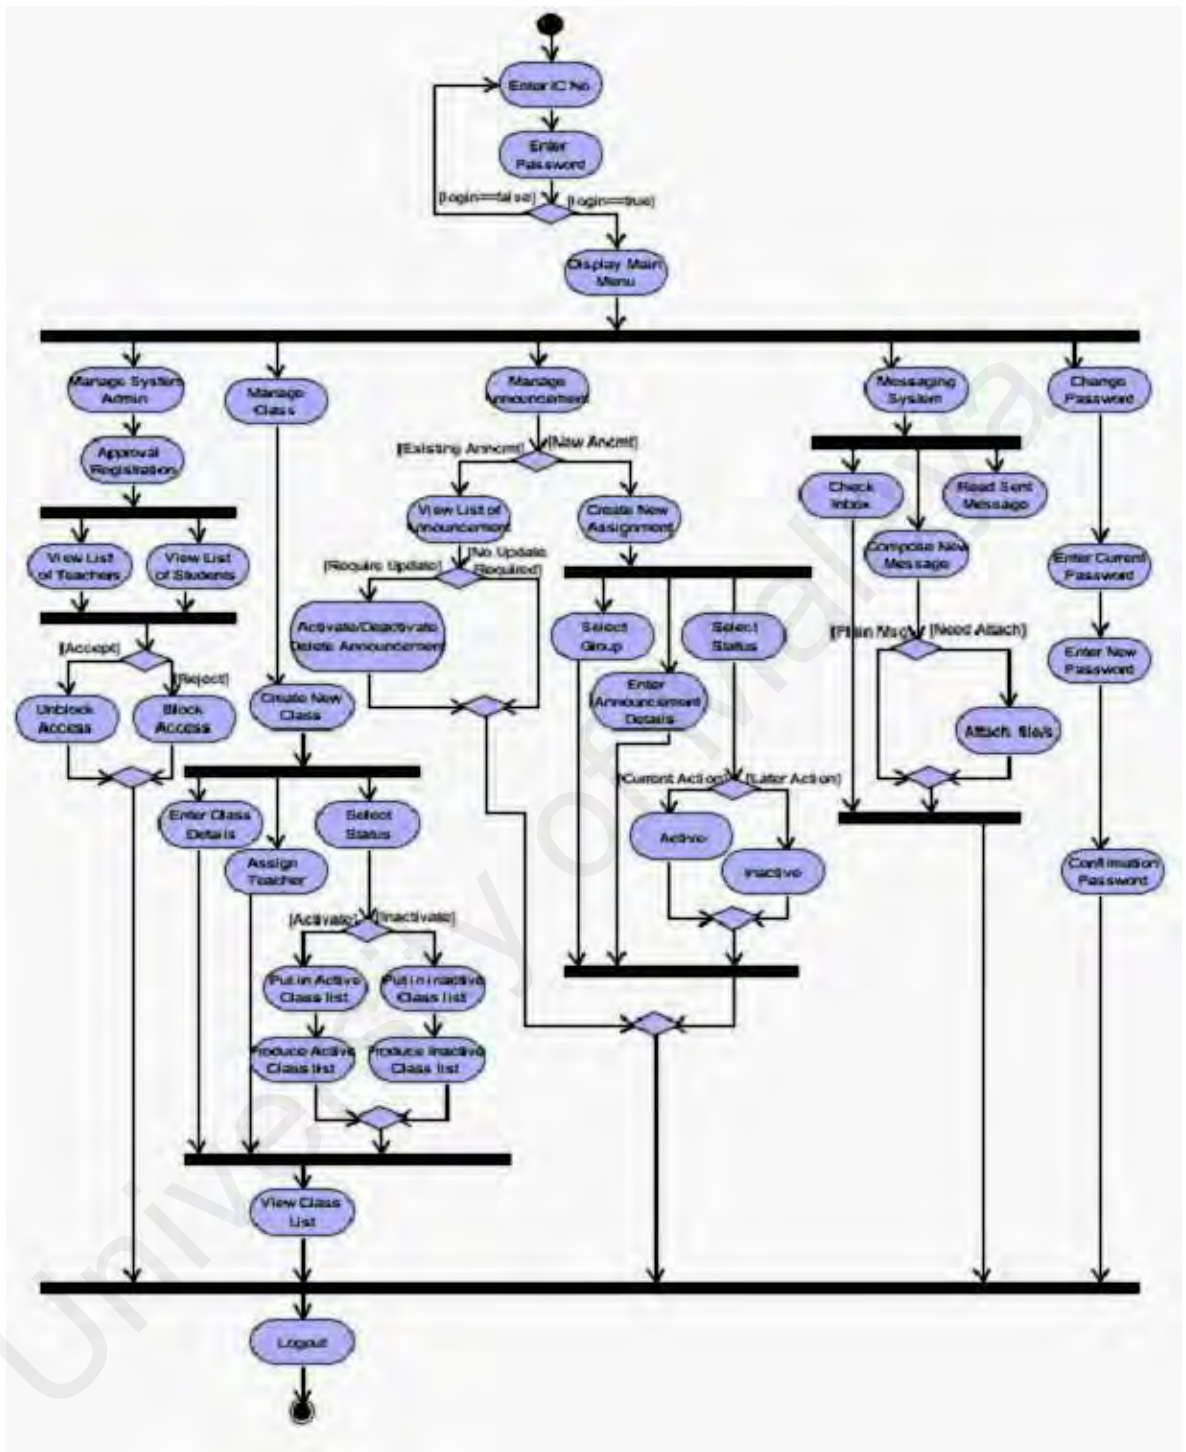 Enter IC No
Enter
Password
[login==false]
[login==true]
Display Main
Menu
Manage System
Admin
Manage
Class
Manage
Announcement
Messaging
System
Change
Password
Approval
Registration
[Existing Anncmt]
[New Ancmt]
View List
of Teachers
View List
of Students
View List of
Announcement
Create New
Assignment
Check
Inbox
Read Sent
Message
Compose New
Message
Enter Current
Password
[Require Update]
[No Update
Required]
Activate/Deactivate
Delete Announcement
Select
Group
Select
Status
Enter
Announcement
Details
[Plain Msg]
[Need Attach]
Enter New
Password
[Accept]
[Reject]
Unblock
Access
Block
Access
Create New
Class
Attach file/s
Enter Class
Details
Select
Status
Assign
Teacher
[Current Action]
[Later Action]
Active
Inactive
Confirmation
Password
[Activate]
[Inactivate]
Put in Active
Class list
Put in inactive
Class list
Produce Active
Class list
Produce Inactive
Class list
View Class
List
Logout
University of Malaya